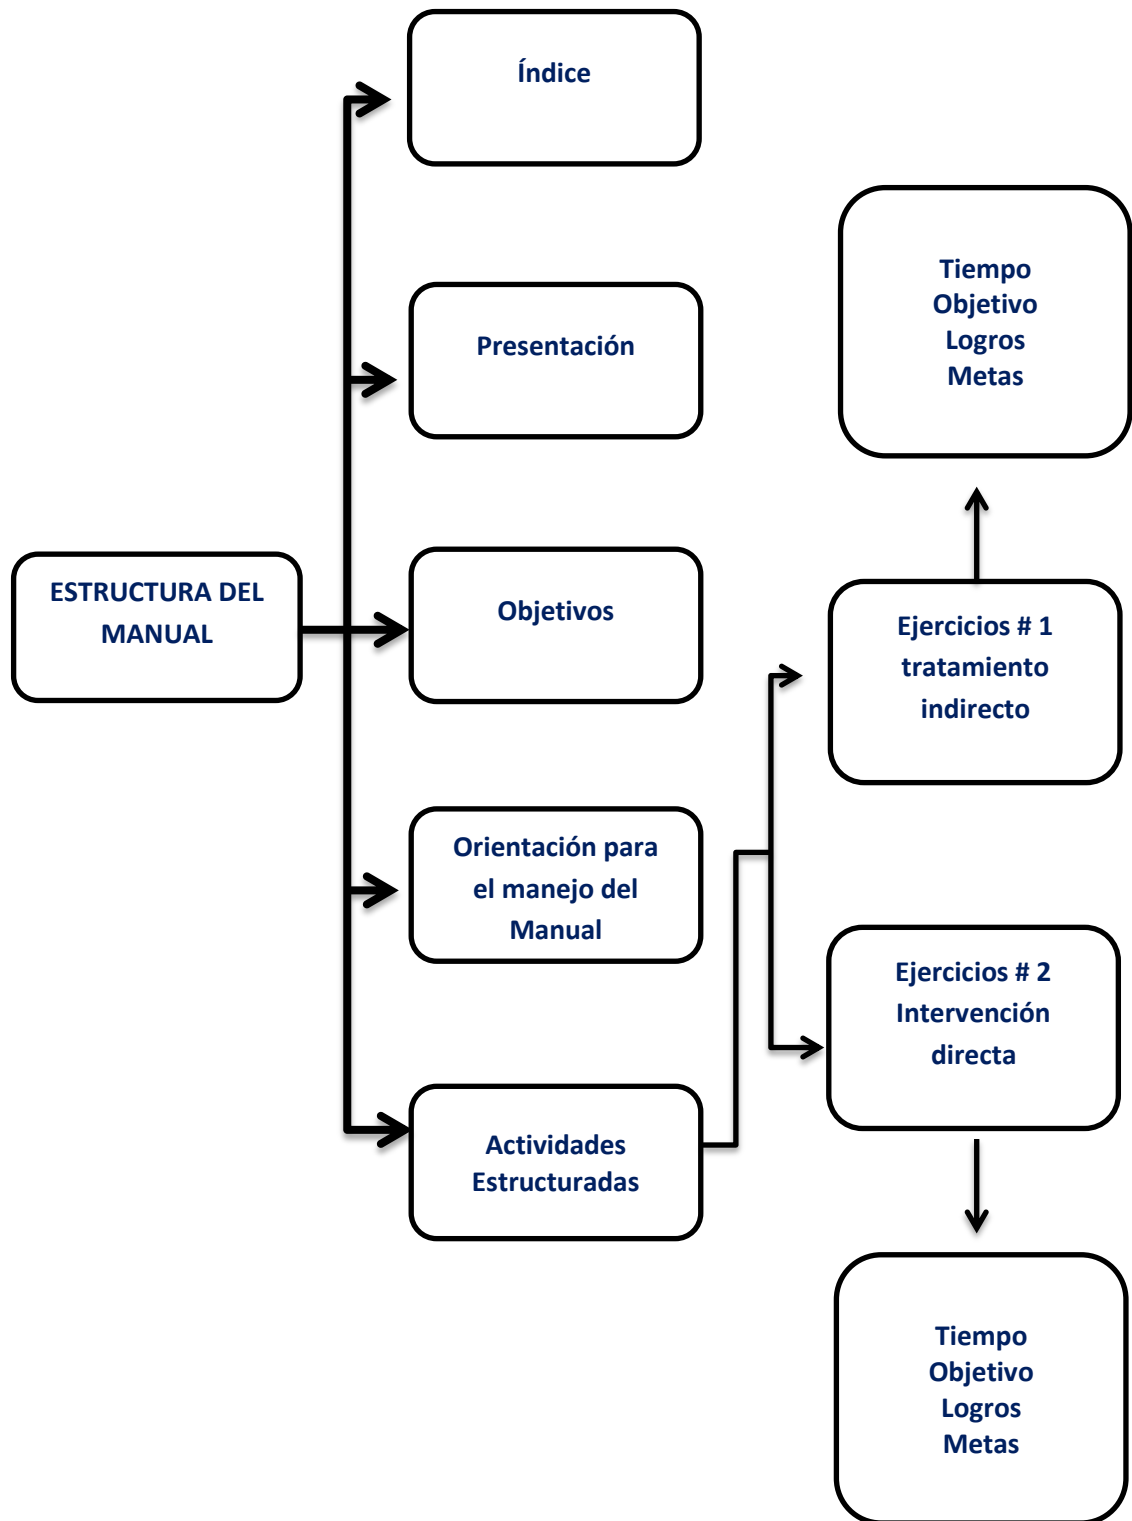 Índice
Presentación
ESTRUCTURA DEL
MANUAL
Objetivos
Orientación para
el manejo del
Manual
Actividades
Estructuradas
Tiempo
Objetivo
Logros
Metas
Ejercicios # 1
tratamiento
indirecto
Ejercicios # 2
Intervención
directa
Tiempo
Objetivo
Logros
Metas